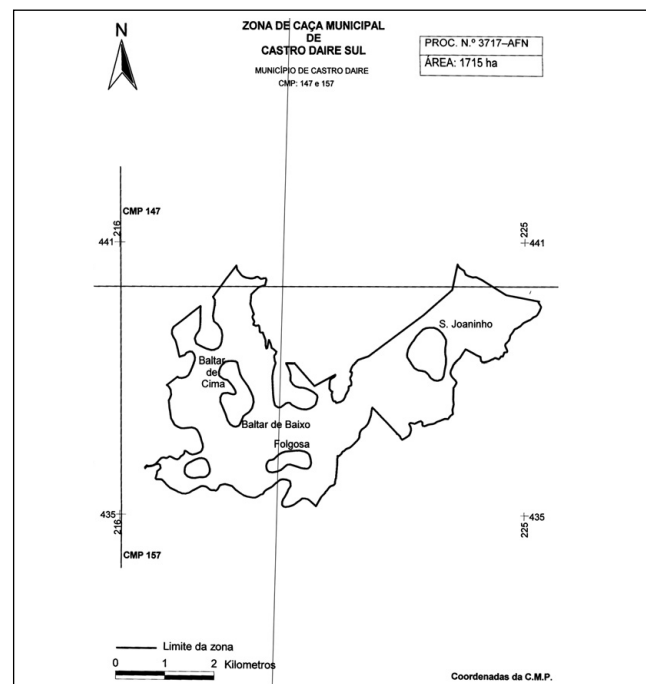 N
ZONA DE CAÇA MUNICIPAL
DE
CASTRO DAIRE SUL
MUNICÍPIO DE CASTRO DAIRE
CMP: 147 e 157
PROC. N.º 3717–AFN
ÁREA: 1715 ha
216
CMP 147
441
225
441
S. Joaninho
Baltar
de
Cima
Baltar de Baixo
Folgosa
435
216
435
225
CMP 157
Limite da zona
0 1 2 Kilometros
Coordenadas da C.M.P.